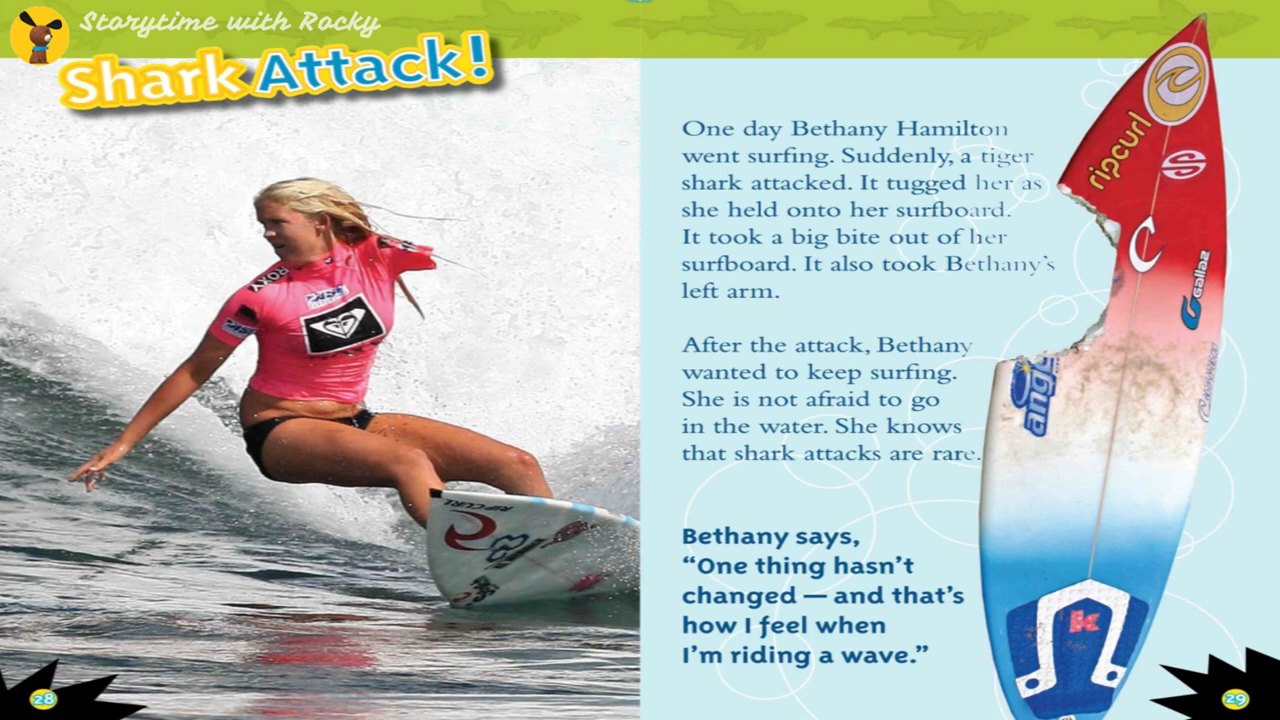 Storytime with Rocky
Shark Attack!
ROXY
RIPCURL
28
One day Bethany Hamilton
went surfing. Suddenly, a tiger
shark attacked. It tugged her as
she held onto her surfboard.
It took a big bite out of her
surfboard. It also took Bethany’s
left arm.
After the attack, Bethany
wanted to keep surfing.
She is not afraid to go
in the water. She knows
that shark attacks are rare.
Bethany says,
“One thing hasn’t
changed — and that’s
how I feel when
I’m riding a wave.”
ripcurl
Gallaz
ange
k
29